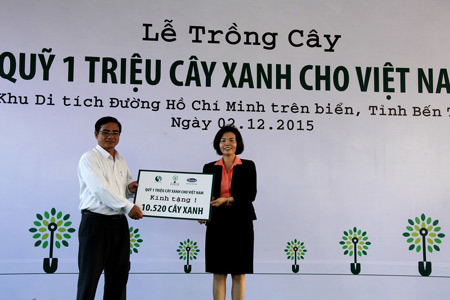 Lễ Trồng Cây
QUỸ 1 TRIỆU CÂY XANH CHO VIỆT NA
Khu Di tích Đường Hồ Chí Minh trên biển, Tỉnh Bến T
Ngày 02.12.2015
QUỸ 1 TRIỆU CÂY XANH CHO VIỆT NAM
Kính tặng :
10.520 CÂY XANH